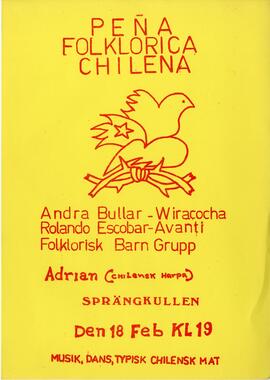 PEÑA
FOLKLORICA
CHILENA
Andra Bullar - Wiracocha
Rolando Escobar - Avanti
Folklorisk Barn Grupp
Adrian (CHILENSK HARPA)
SPRÄNGKULLEN
Den 18 Feb KL 19
MUSIK, DANS, TYPISK CHILENSK MAT